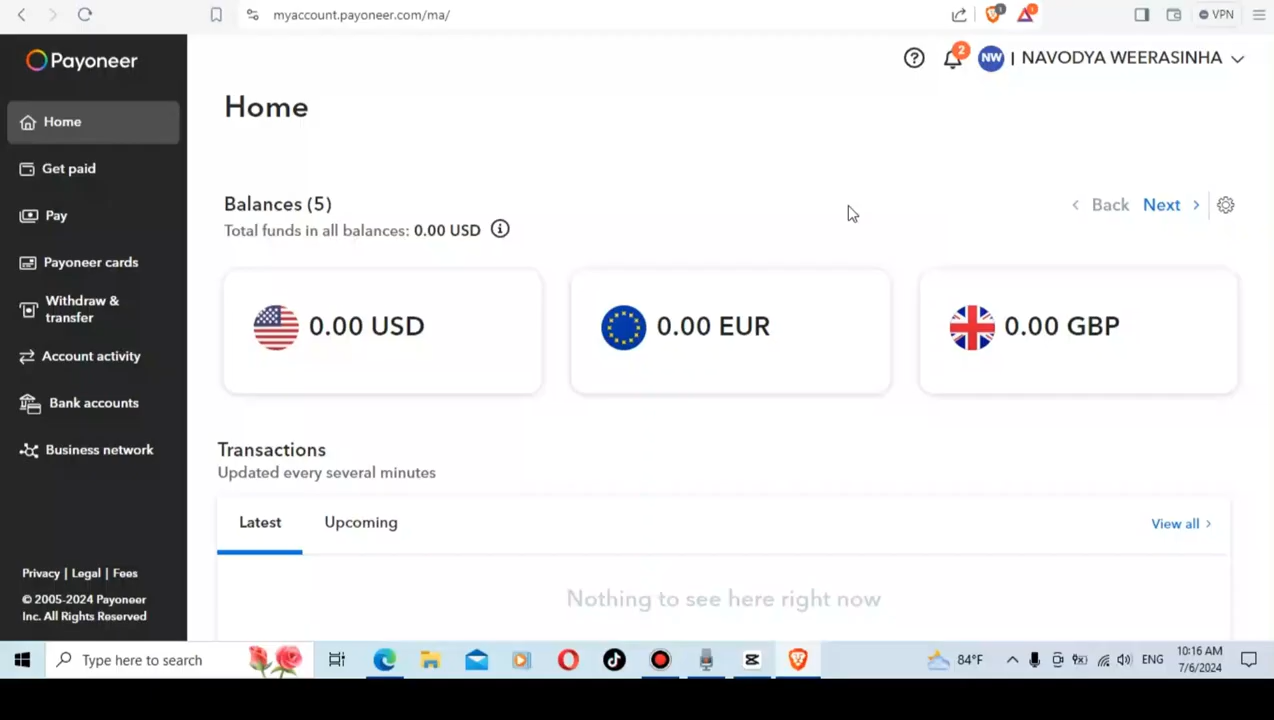 myaccount.payoneer.com/ma/
1
1
VPN
Payoneer
2
NW
| NAVODYA WEERASINHA
Home
Get paid
Pay
Payoneer cards
Withdraw &
transfer
Account activity
Bank accounts
Business network
Privacy | Legal | Fees
© 2005-2024 Payoneer
Inc. All Rights Reserved
Home
Balances (5)
Back Next
Total funds in all balances: 0.00 USD
0.00 USD
0.00 EUR
0.00 GBP
Transactions
Updated every several minutes
Latest
Upcoming
View all
Nothing to see here right now
Type here to search
84°F
ENG
10:16 AM
7/6/2024